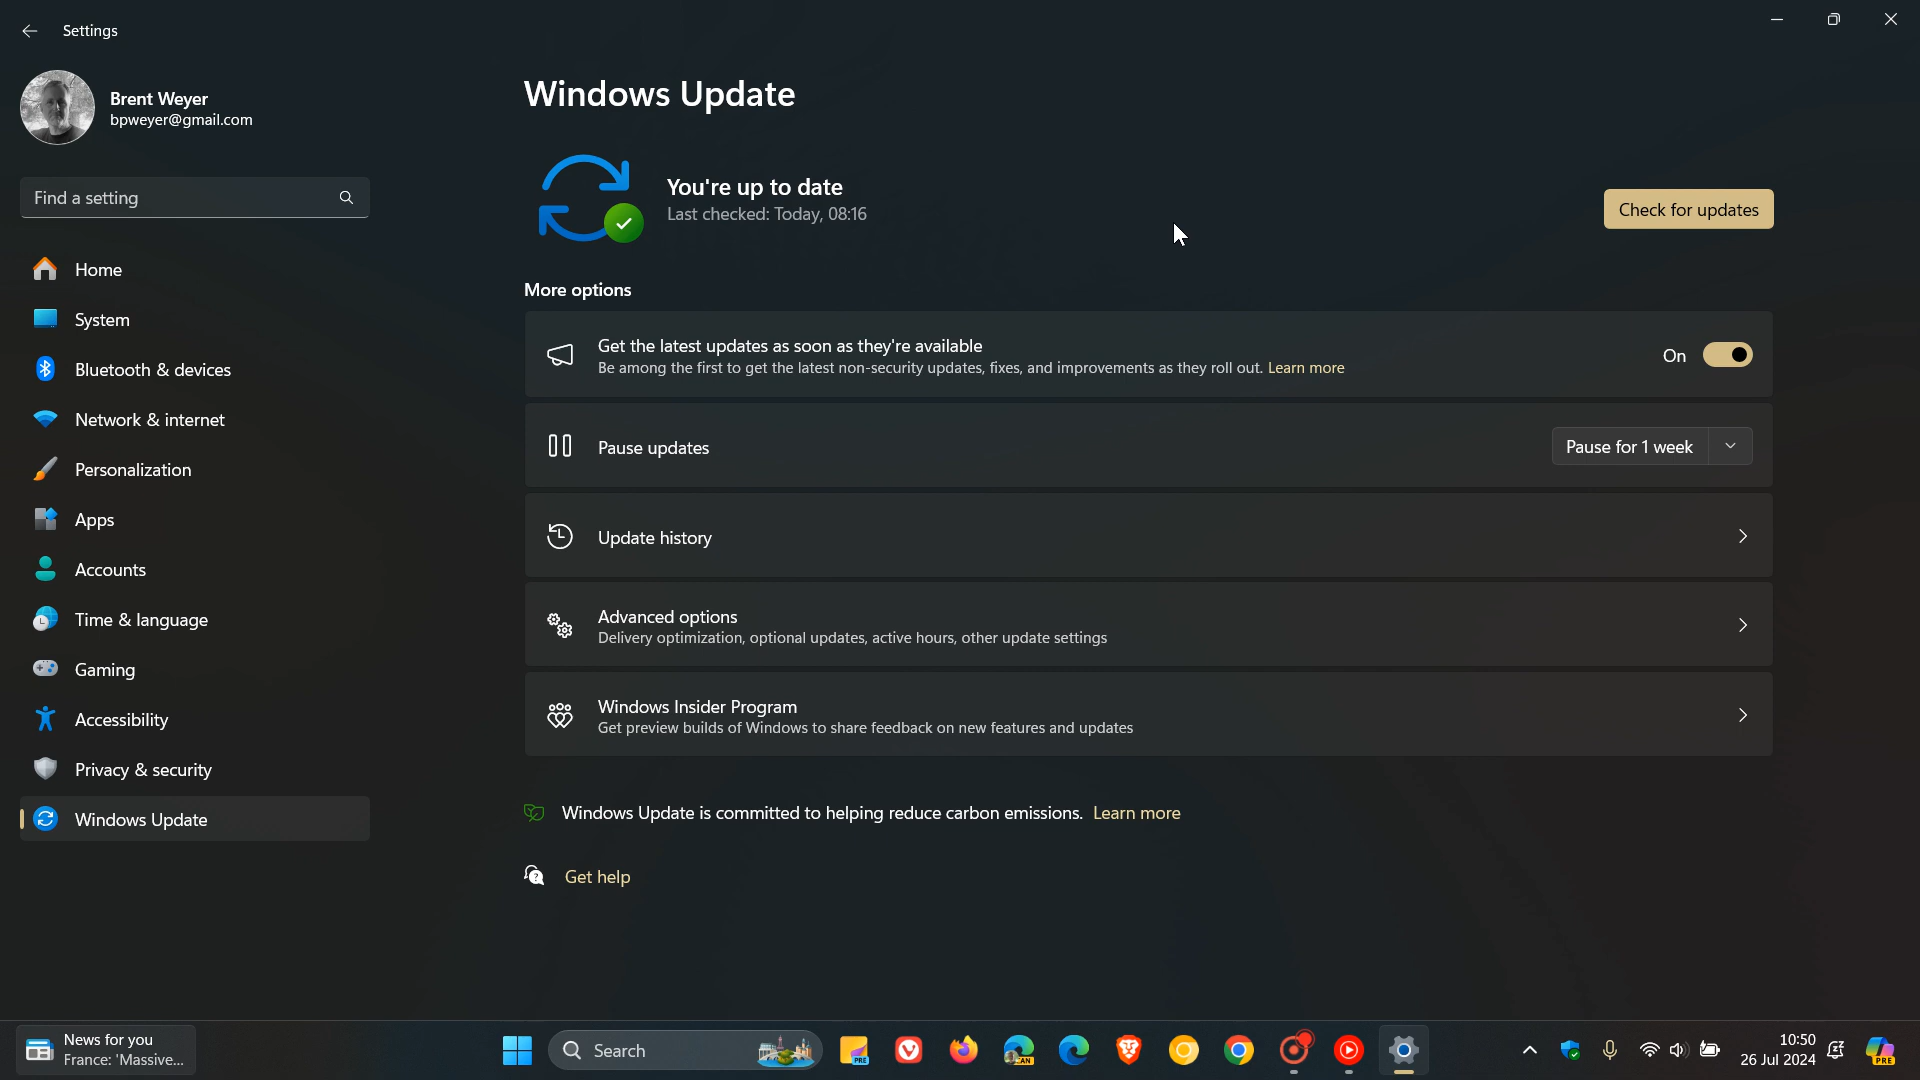 Settings
Brent Weyer
bpweyer@gmail.com
Find a setting
Home
System
Bluetooth & devices
Network & internet
Personalization
Apps
Accounts
Time & language
Gaming
Accessibility
Privacy & security
Windows Update
Windows Update
You're up to date
Last checked: Today, 08:16
Check for updates
More options
Get the latest updates as soon as they're available
Be among the first to get the latest non-security updates, fixes, and improvements as they roll out. Learn more
On
Pause updates
Pause for 1 week
Update history
Advanced options
Delivery optimization, optional updates, active hours, other update settings
Windows Insider Program
Get preview builds of Windows to share feedback on new features and updates
Windows Update is committed to helping reduce carbon emissions. Learn more
Get help
News for you
France: 'Massive...
Search
PRE
CAN
10:50
26 Jul 2024
PRE